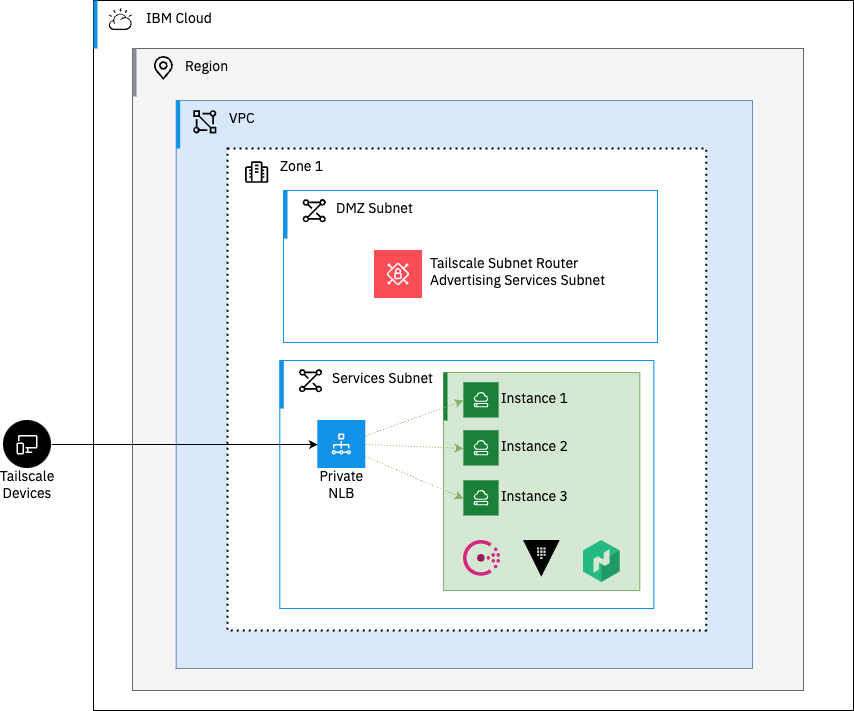 IBM Cloud
Region
VPC
Zone 1
DMZ Subnet
Tailscale Subnet Router
Advertising Services Subnet
Services Subnet
Instance 1
Instance 2
Instance 3
Private
NLB
Tailscale
Devices